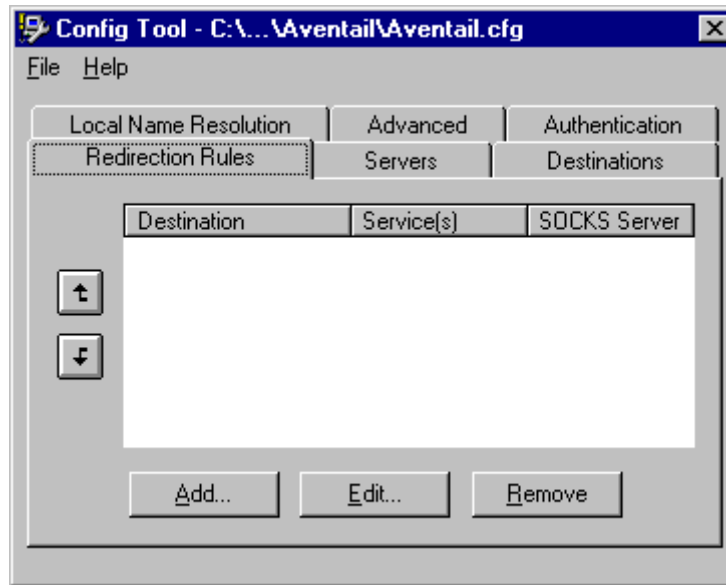 Config Tool - C:\...\Aventail\Aventail.cfg
File Help
Local Name Resolution Advanced Authentication
Redirection Rules Servers Destinations
Destination Service(s) SOCKS Server
Add... Edit... Remove